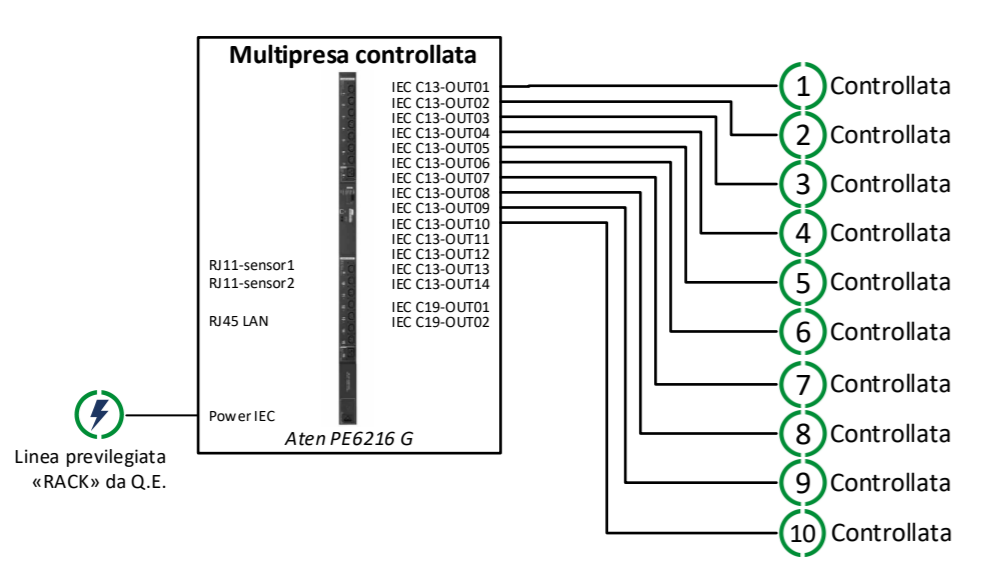 Multipresa controllata
IEC C13-OUT01
IEC C13-OUT02
IEC C13-OUT03
IEC C13-OUT04
IEC C13-OUT05
IEC C13-OUT06
IEC C13-OUT07
IEC C13-OUT08
IEC C13-OUT09
IEC C13-OUT10
IEC C13-OUT11
IEC C13-OUT12
IEC C13-OUT13
IEC C13-OUT14
IEC C19-OUT01
IEC C19-OUT02
RJ11-sensor1
RJ11-sensor2
RJ45 LAN
Power IEC
Aten PE6216 G
Linea previlegiata
«RACK» da Q.E.
1 Controllata
2 Controllata
3 Controllata
4 Controllata
5 Controllata
6 Controllata
7 Controllata
8 Controllata
9 Controllata
10 Controllata